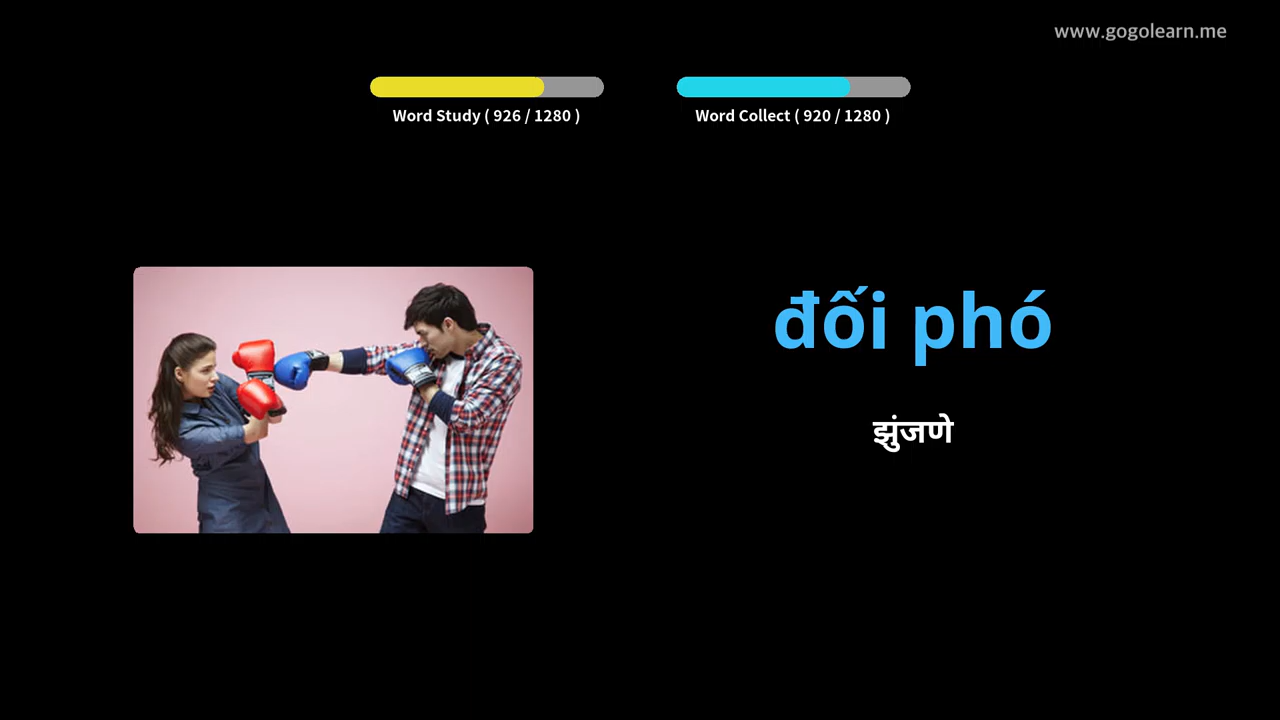 www.gogolearn.me
Word Study ( 926 / 1280 )
Word Collect ( 920 / 1280 )
đối phó
झुंजणे